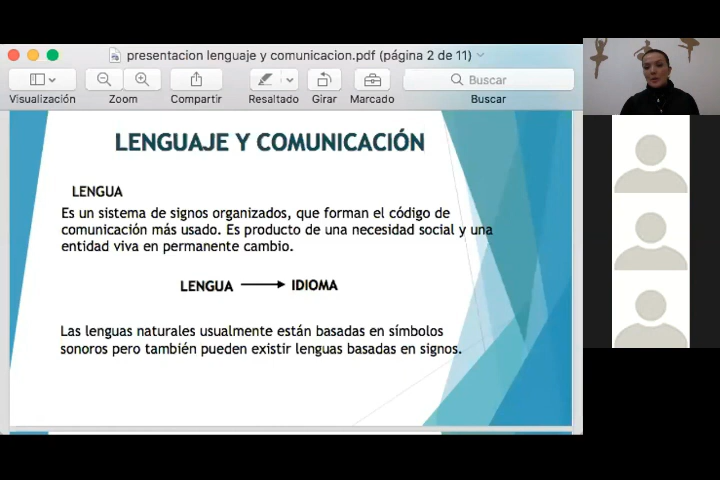 presentacion lenguaje y comunicacion.pdf (página 2 de 11)
Buscar
Visualización Zoom Compartir Resaltado Girar Marcado Buscar
LENGUAJE Y COMUNICACIÓN
LENGUA
Es un sistema de signos organizados, que forman el código de
comunicación más usado. Es producto de una necesidad social y una
entidad viva en permanente cambio.
LENGUA IDIOMA
Las lenguas naturales usualmente están basadas en símbolos
sonoros pero también pueden existir lenguas basadas en signos.